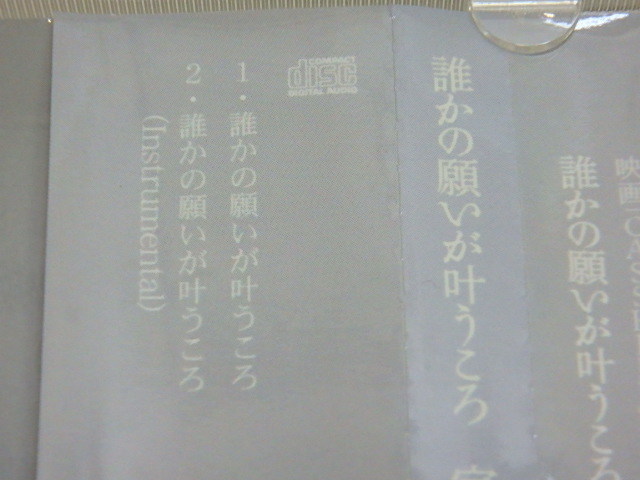 映画「CASSHERN
誰かの願いが叶うころ
誰かの願いが叶うころ
COMPACT
disc
DIGITAL AUDIO
1・誰かの願いが叶うころ
2・誰かの願いが叶うころ
(Instrumental)